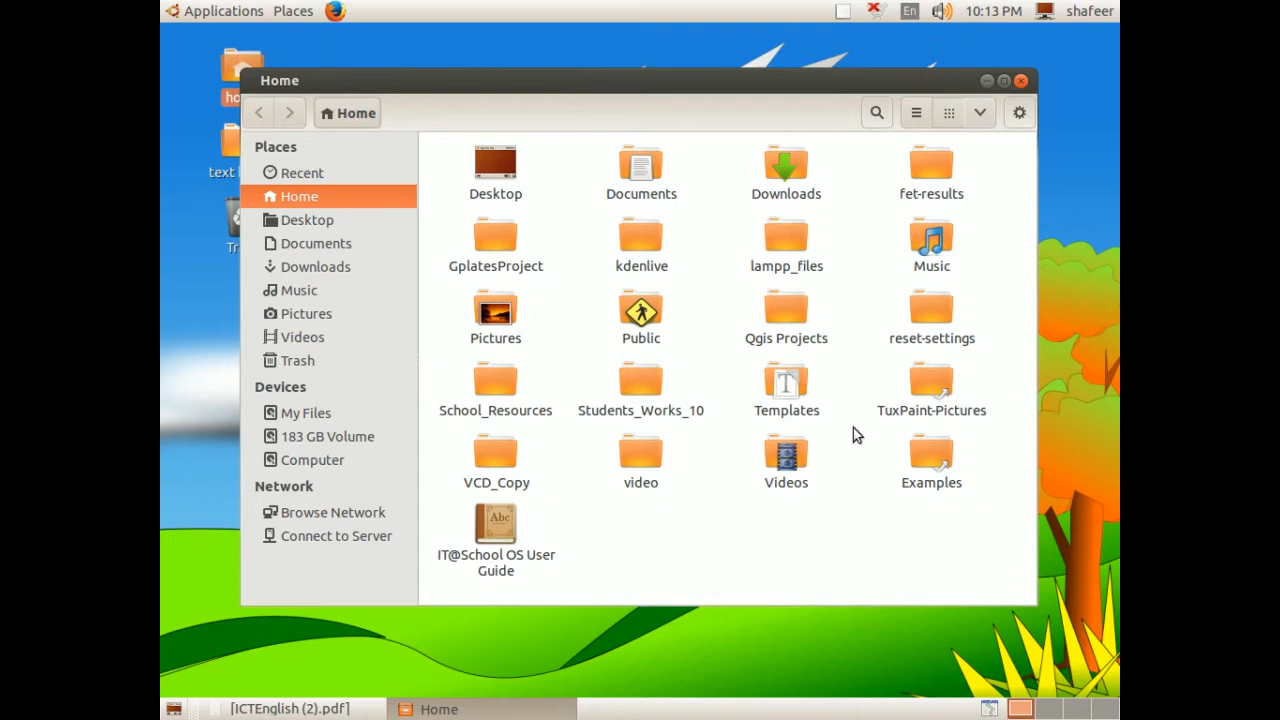 Applications Places En 10:13 PM shafeer
Home
Home
Places
Recent
Home
Desktop
Documents
Downloads
Music
Pictures
Videos
Trash
Devices
My Files
183 GB Volume
Computer
Network
Browse Network
Connect to Server
Desktop Documents Downloads fet-results
GplatesProject kdenlive lampp_files Music
Pictures Public Qgis Projects reset-settings
School_Resources Students_Works_10 Templates TuxPaint-Pictures
VCD_Copy video Videos Examples
Abc
IT@School OS User
Guide
text
[ICTEnglish (2).pdf] Home